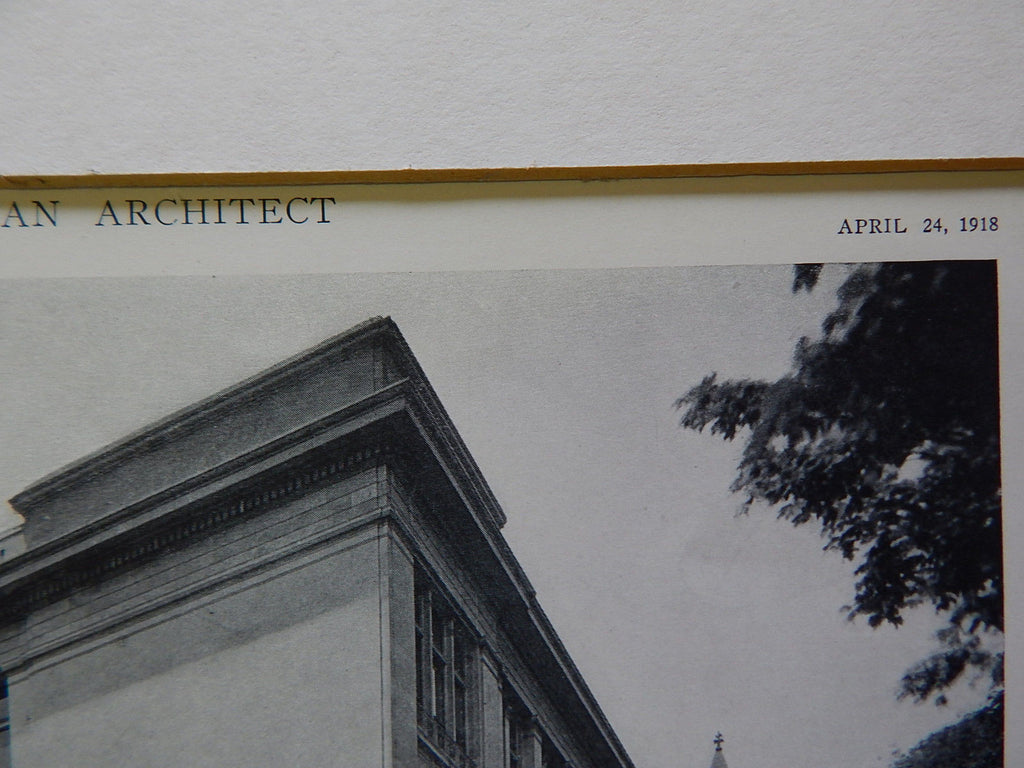 AN ARCHITECT
APRIL 24, 1918